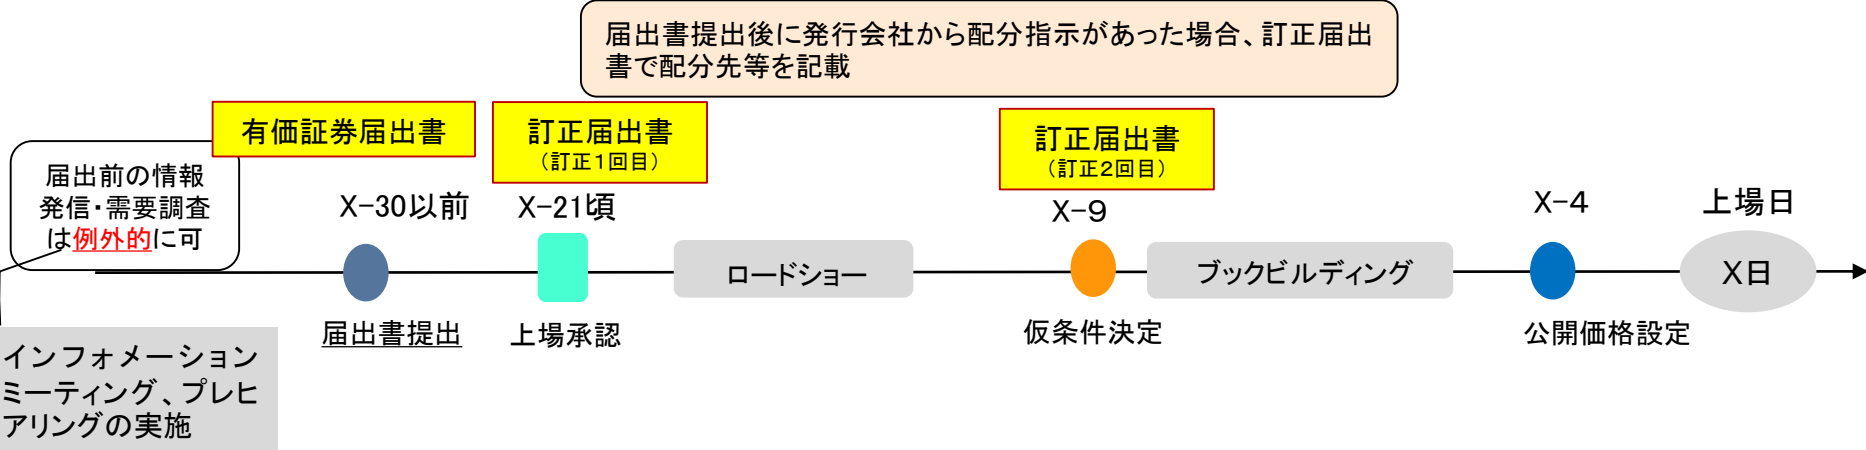 届出書提出後に発行会社から配分指示があった場合、訂正届出
書で配分先等を記載
有価証券届出書
訂正届出書
（訂正１回目）
訂正届出書
（訂正２回目）
届出前の情報
発信・需要調査
は例外的に可
X-30以前
X-21頃
X-９
X-４
上場日
ロードショー
ブックビルディング
X日
届出書提出
上場承認
仮条件決定
公開価格設定
インフォメーション
ミーティング、プレヒ
アリングの実施